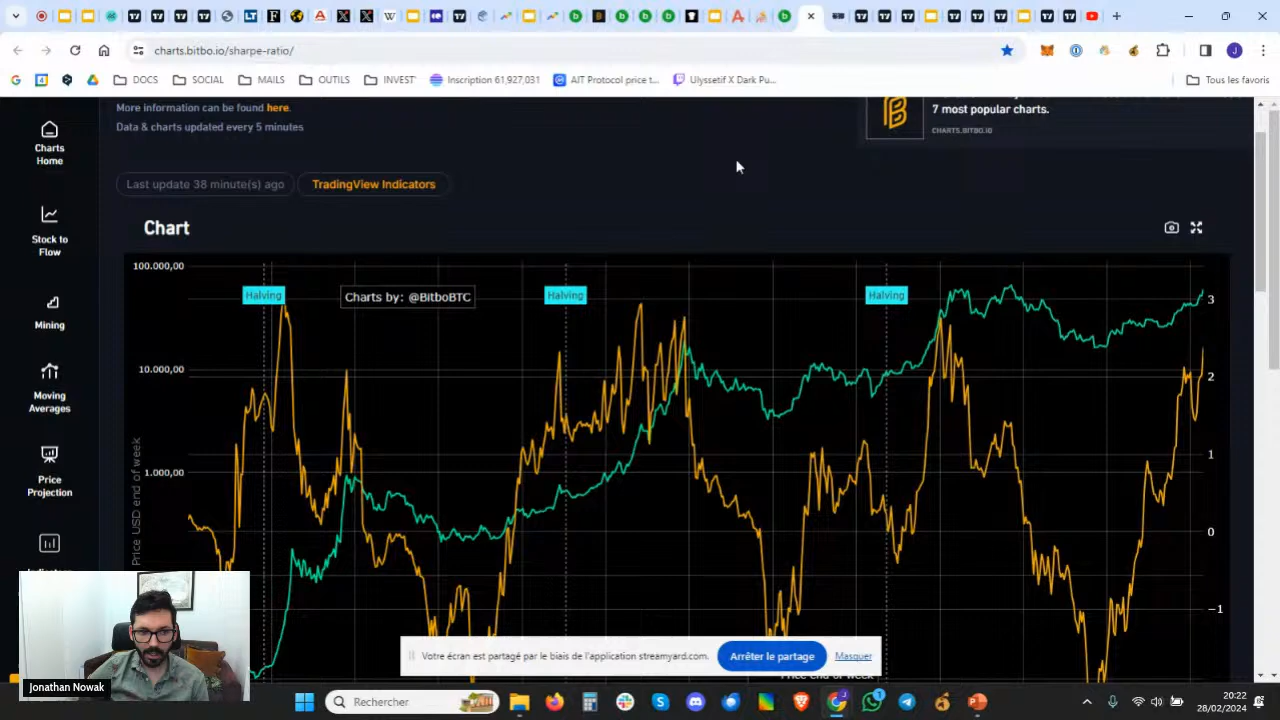 charts.bitbo.io/sharpe-ratio/
DOCS
SOCIAL
MAILS
OUTILS
INVEST
Inscription 61,927,031
AIT Protocol price t...
Ulyssetif X Dark Pu...
Tous les favoris
More information can be found here.
Data & charts updated every 5 minutes
7 most popular charts.
CHARTS.BITBO.IO
Charts
Home
Last update 38 minute(s) ago
TradingView Indicators
Stock to
Flow
Chart
100.000,00
Halving
Charts by: @BitboBTC
Halving
Halving
3
Mining
10.000,00
2
Moving
Averages
1.000,00
1
Price
Projection
Price USD end of week
0
-1
Votre écran est partagé par le biais de l'application streamyard.com.
Arrêter le partage
Masquer
Jonathan Nowak
Rechercher
20:22
28/02/2024